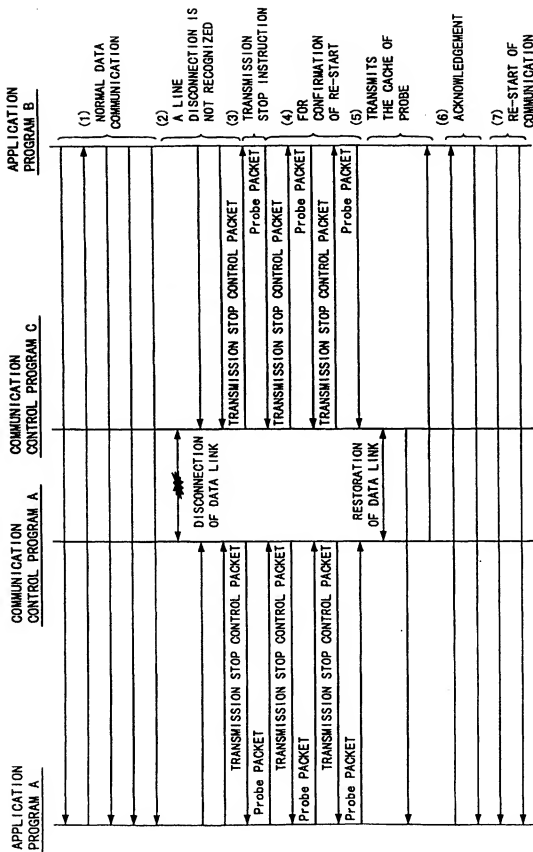 APPLICATION
PROGRAM A
COMMUNICATION
CONTROL PROGRAM A
COMMUNICATION
CONTROL PROGRAM C
APPLICATION
PROGRAM B
(1) NORMAL DATA
COMMUNICATION
(2)
A LINE
DISCONNECTION IS
NOT RECOGNIZED
(3) TRANSMISSION
STOP INSTRUCTION
(4) FOR
CONFIRMATION
OF RE-START
(5) TRANSMITS
THE CACHE OF
PROBE
(6) ACKNOWLEDGEMENT
(7) RE-START OF
COMMUNICATION
DISCONNECTION
OF DATA LINK
TRANSMISSION STOP CONTROL PACKET
TRANSMISSION STOP CONTROL PACKET
Probe PACKET
Probe PACKET
TRANSMISSION STOP CONTROL PACKET
TRANSMISSION STOP CONTROL PACKET
Probe PACKET
Probe PACKET
TRANSMISSION STOP CONTROL PACKET
TRANSMISSION STOP CONTROL PACKET
Probe PACKET
Probe PACKET
RESTORATION
OF DATA LINK